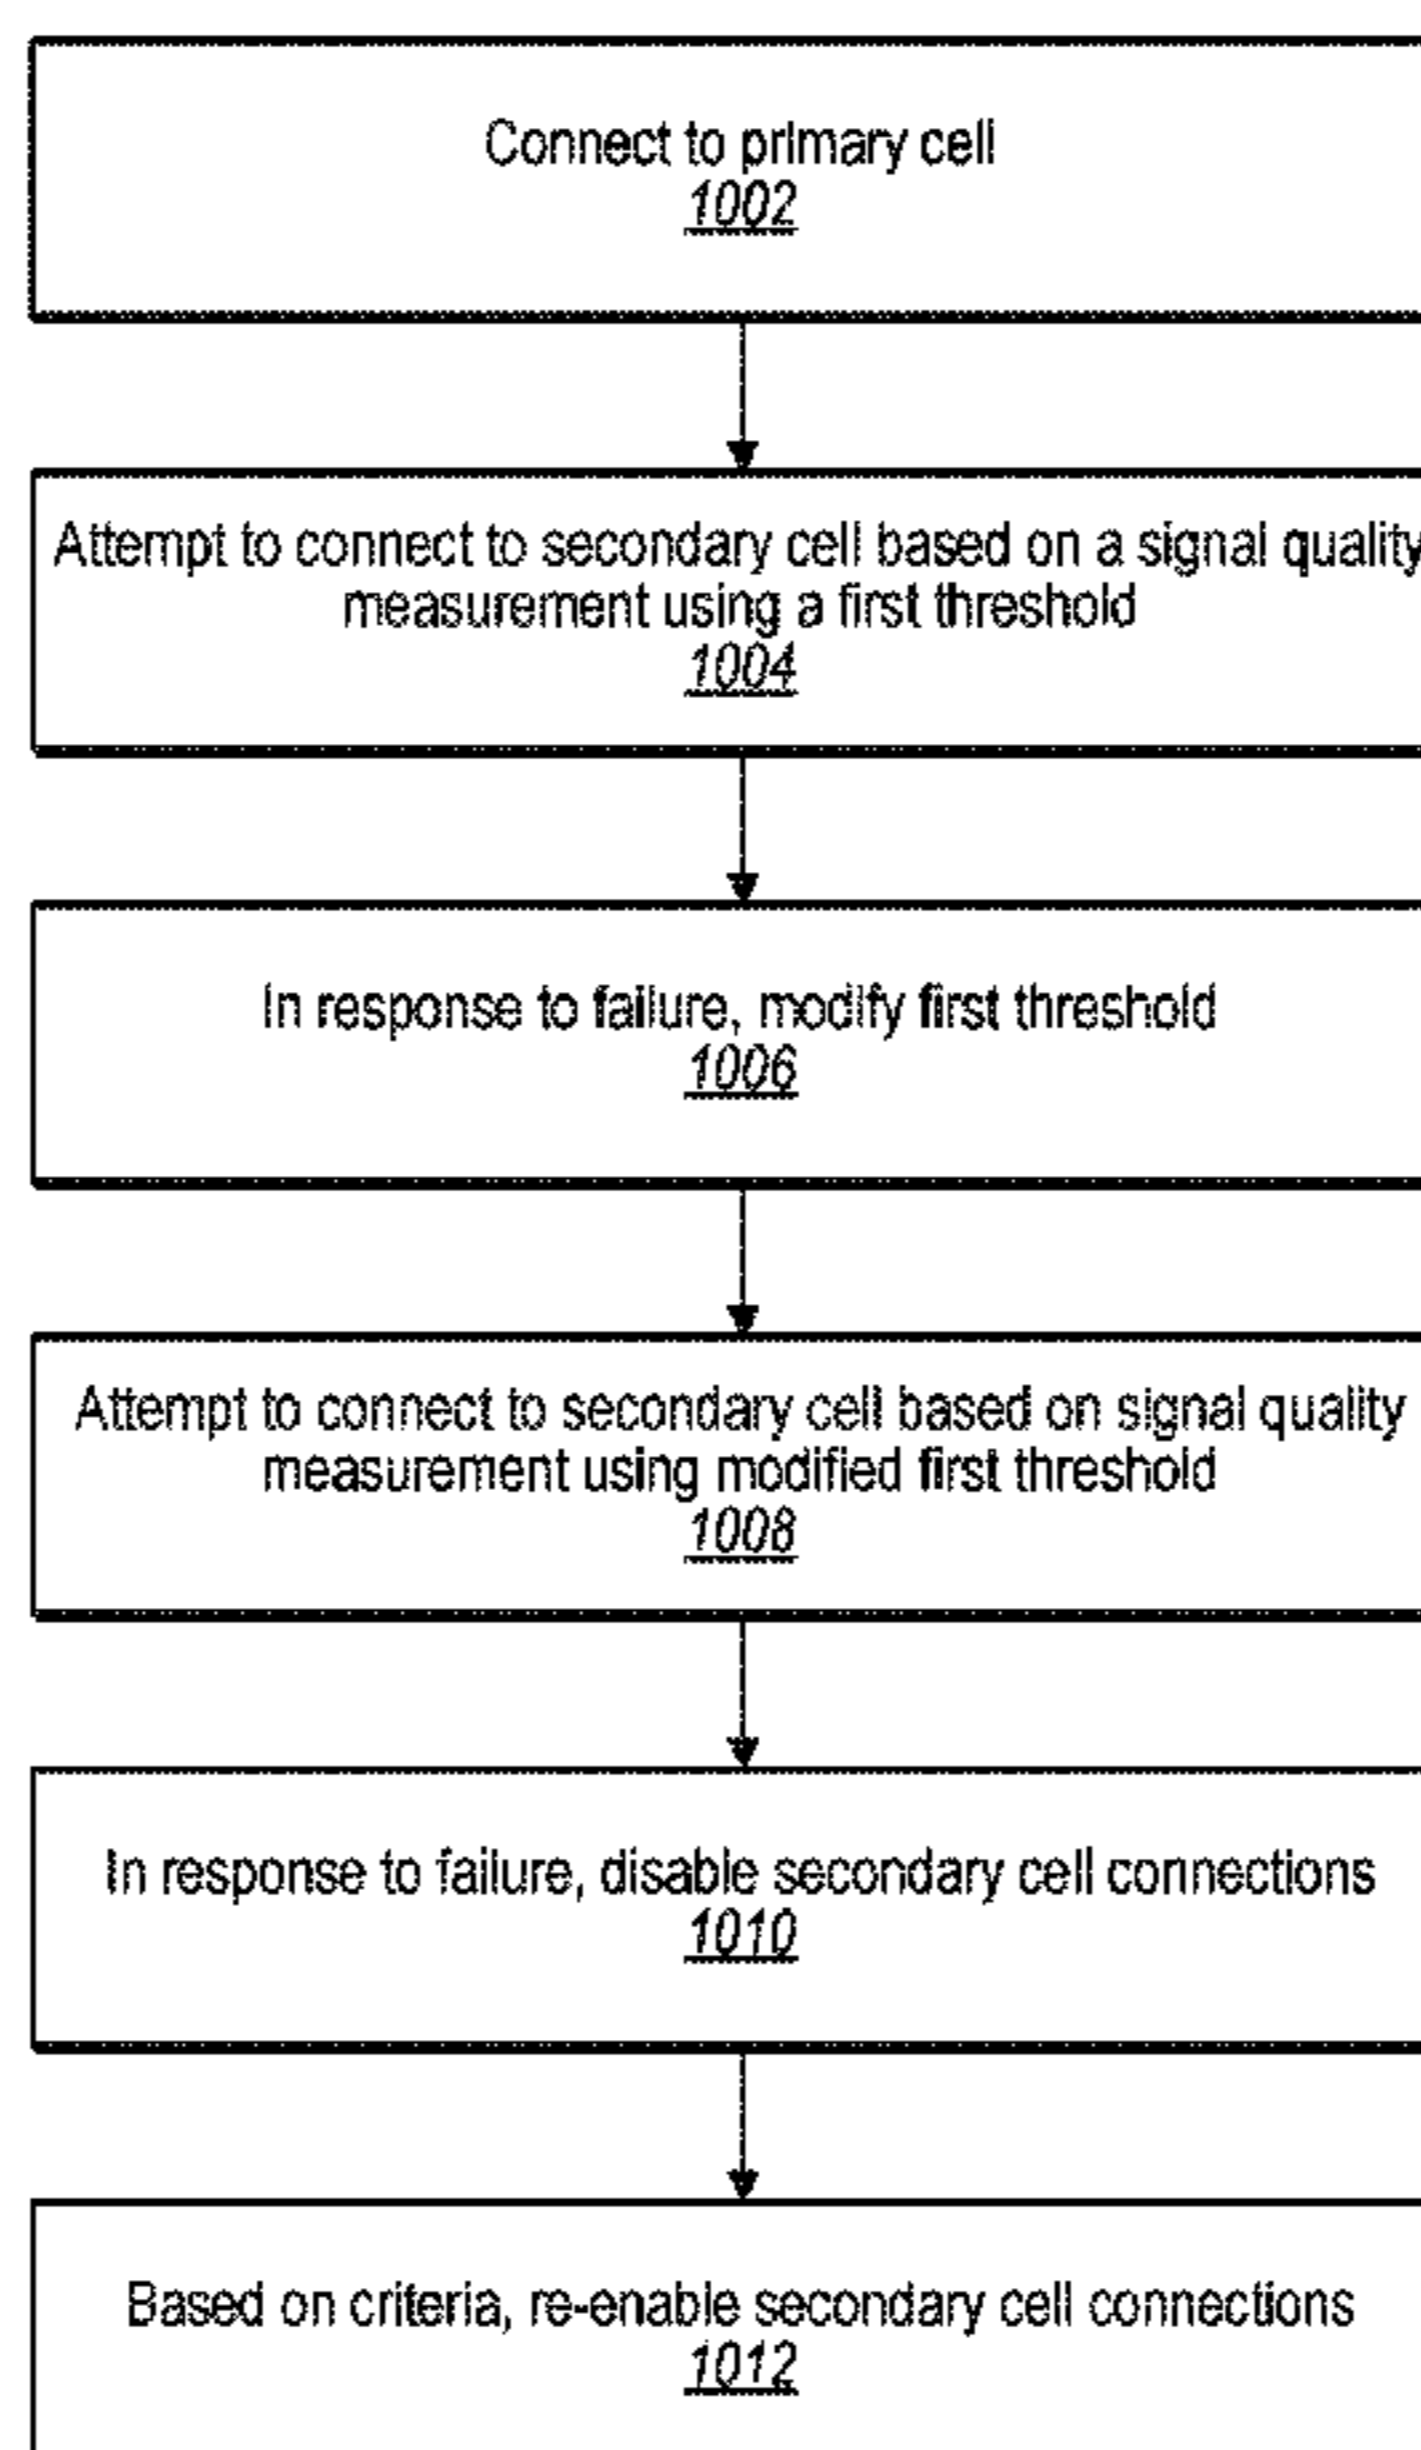 Connect to primary cell
1002
Attempt to connect to secondary cell based on a signal quality
measurement using a first threshold
1004
In response to failure, modify first threshold
1006
Attempt to connect to secondary cell based on signal quality
measurement using modified first threshold
1008
In response to failure, disable secondary cell connections
1010
Based on criteria, re-enable secondary cell connections
1012